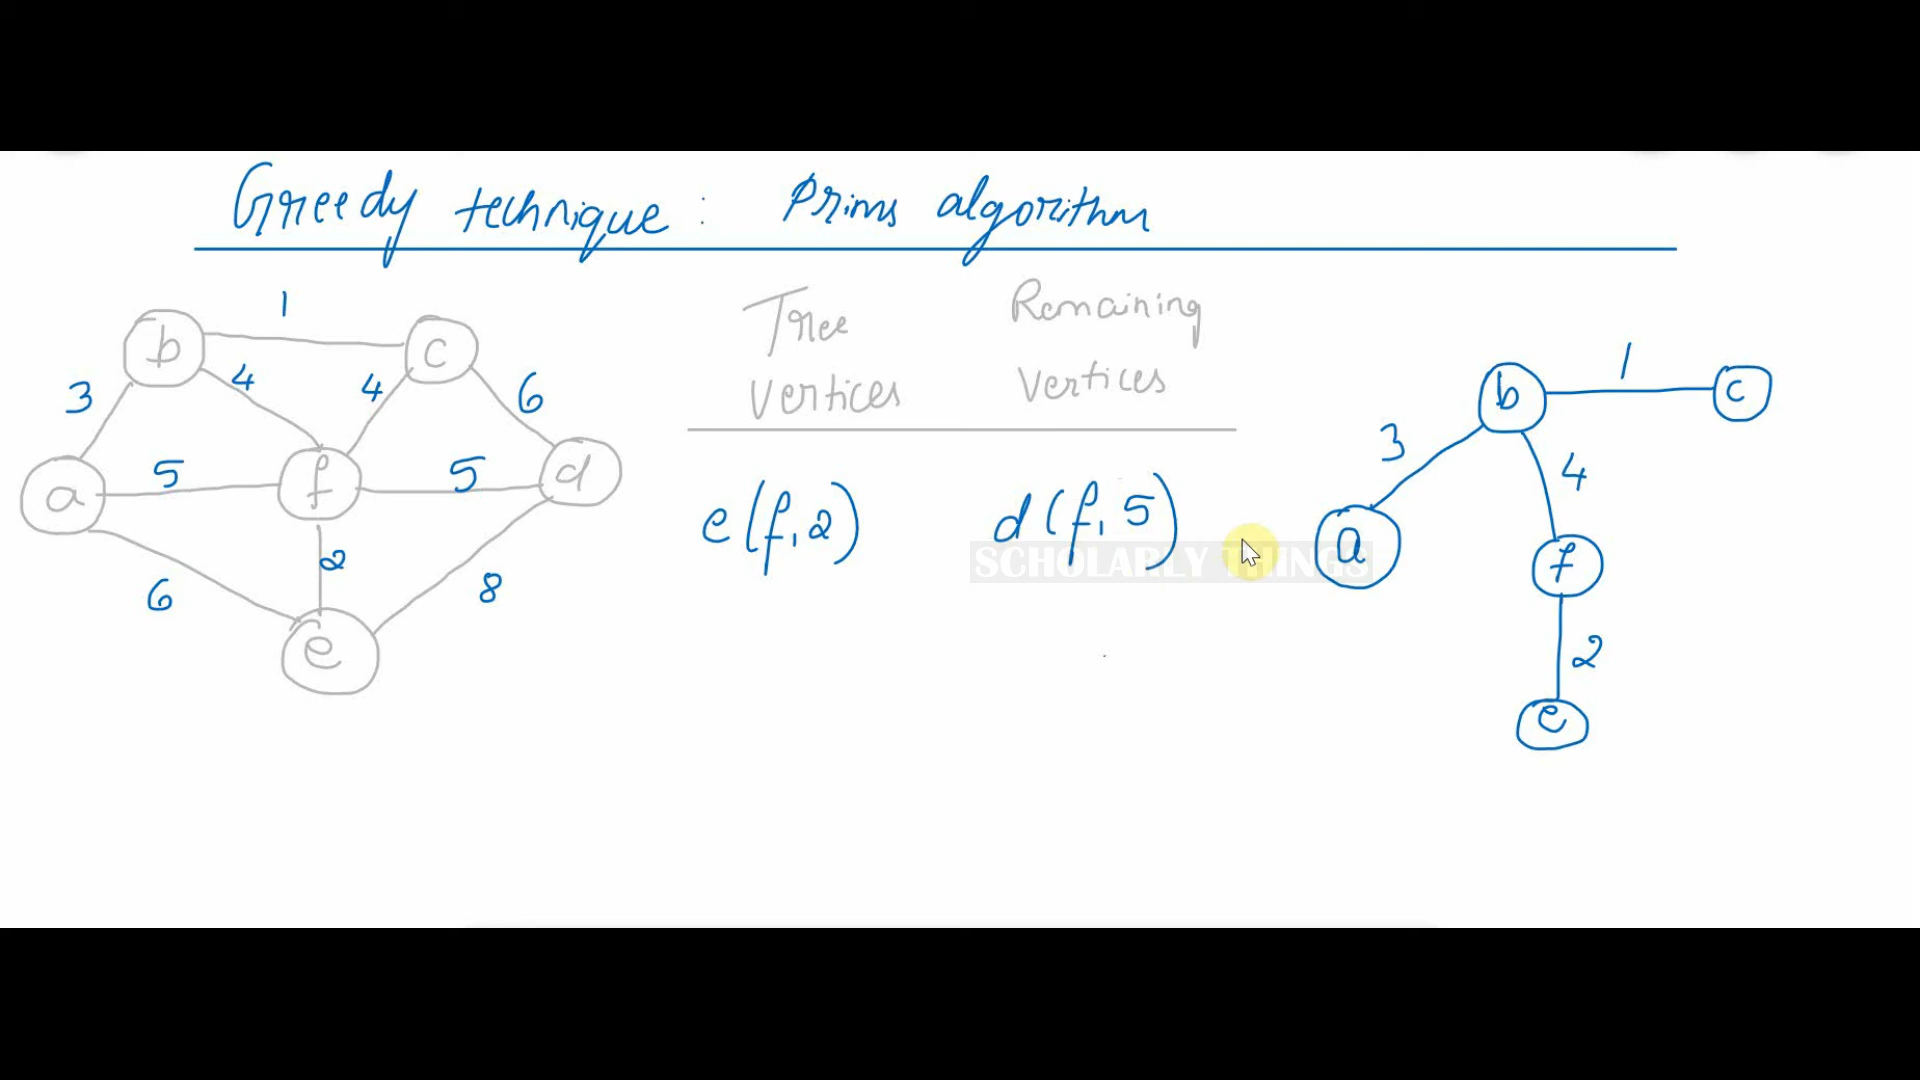 Greedy technique : Prims algorithm
1
b c
3 4 4 6
a 5 f 5 d
2
6 8
e
Tree Remaining
vertices vertices
e(f,2) d(f,5)
SCHOLARLY THINGS
1
b c
3 4
a f
2
e